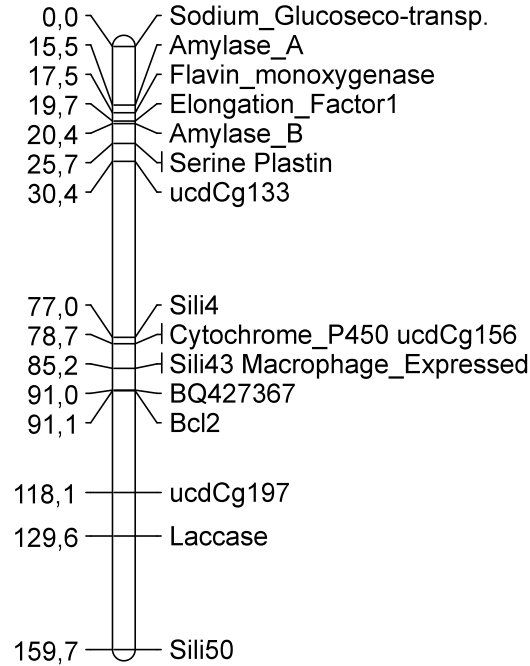 0,0 Sodium_Glucoseco-transp.
15,5 Amylase_A
17,5 Flavin_monoxygenase
19,7 Elongation_Factor1
20,4 Amylase_B
25,7 Serine Plastin
30,4 ucdCg133
77,0 Sili4
78,7 Cytochrome_P450 ucdCg156
85,2 Sili43 Macrophage_Expressed
91,0 BQ427367
91,1 Bcl2
118,1 ucdCg197
129,6 Laccase
159,7 Sili50